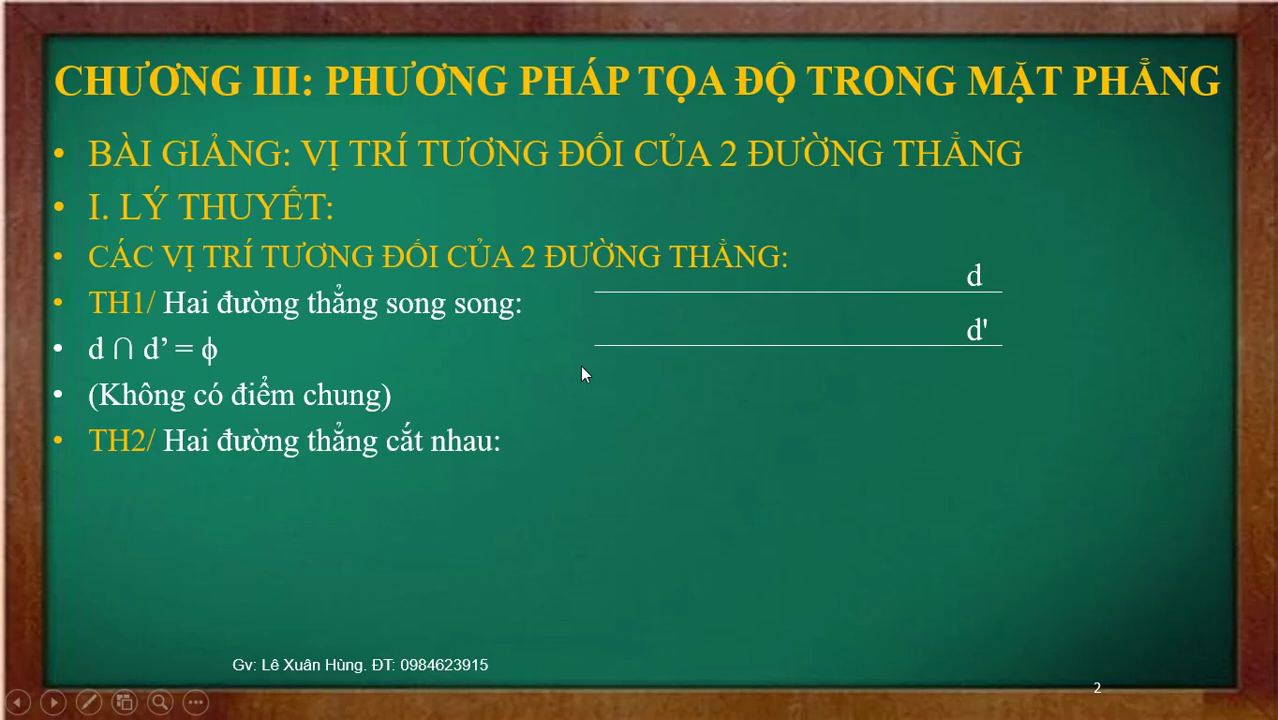 CHƯƠNG III: PHƯƠNG PHÁP TỌA ĐỘ TRONG MẶT PHẲNG
• BÀI GIẢNG: VỊ TRÍ TƯƠNG ĐỐI CỦA 2 ĐƯỜNG THẲNG
• I. LÝ THUYẾT:
• CÁC VỊ TRÍ TƯƠNG ĐỐI CỦA 2 ĐƯỜNG THẲNG:
d
• TH1/ Hai đường thẳng song song:
d'
• d ∩ d’ = ϕ
• (Không có điểm chung)
• TH2/ Hai đường thẳng cắt nhau:
Gv: Lê Xuân Hùng. ĐT: 0984623915
2